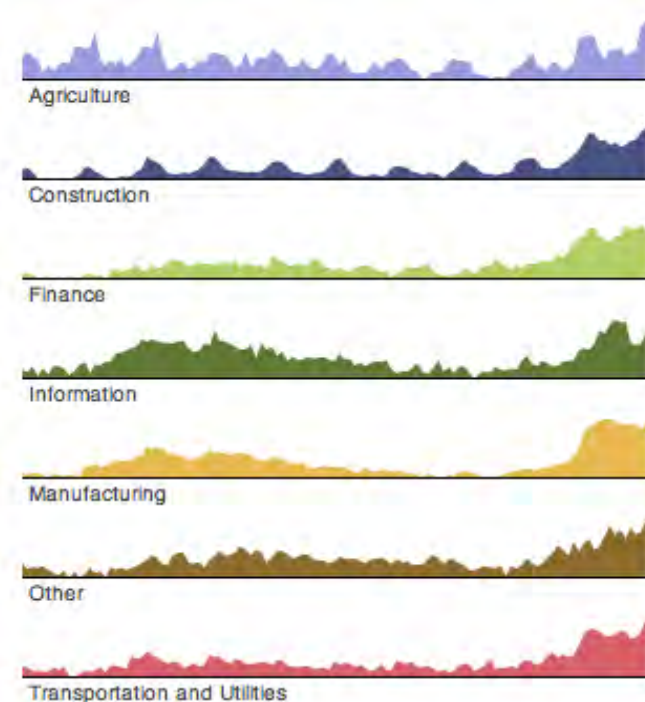 Agriculture
Construction
Finance
Information
Manufacturing
Other
Transportation and Utilities